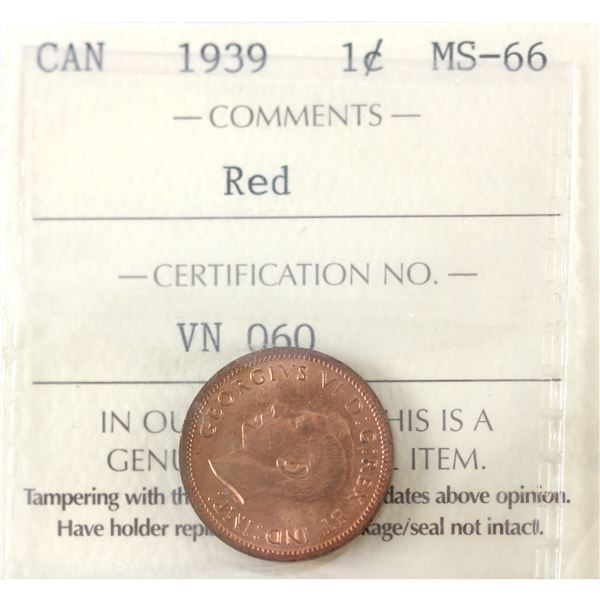 CAN 1939 1¢ MS-66
— COMMENTS —
Red
— CERTIFICATION NO. —
VN 060
GEORGIVS VI D:G:REX ET IND:IMP:
IN OU HIS IS A
GENU ITEM.
Tampering with th dates above opinion.
Have holder repl kage/seal not intact.